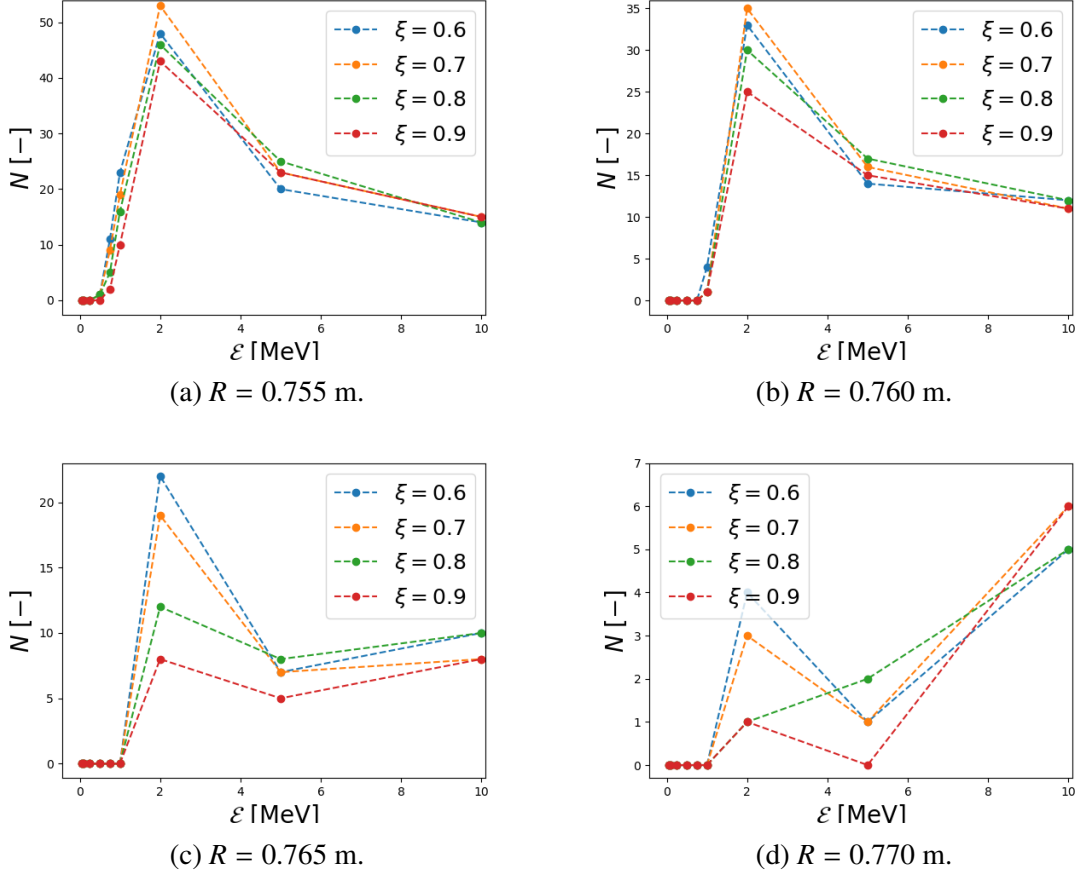 50
40
30
20
10
0
N [−]
ξ = 0.6
ξ = 0.7
ξ = 0.8
ξ = 0.9
0 2 4 6 8 10
ℰ [MeV]
(a) R = 0.755 m.
35
30
25
20
15
10
5
0
N [−]
ξ = 0.6
ξ = 0.7
ξ = 0.8
ξ = 0.9
0 2 4 6 8 10
ℰ [MeV]
(b) R = 0.760 m.
20
15
10
5
0
N [−]
ξ = 0.6
ξ = 0.7
ξ = 0.8
ξ = 0.9
0 2 4 6 8 10
ℰ [MeV]
(c) R = 0.765 m.
7
6
5
4
3
2
1
0
N [−]
ξ = 0.6
ξ = 0.7
ξ = 0.8
ξ = 0.9
0 2 4 6 8 10
ℰ [MeV]
(d) R = 0.770 m.